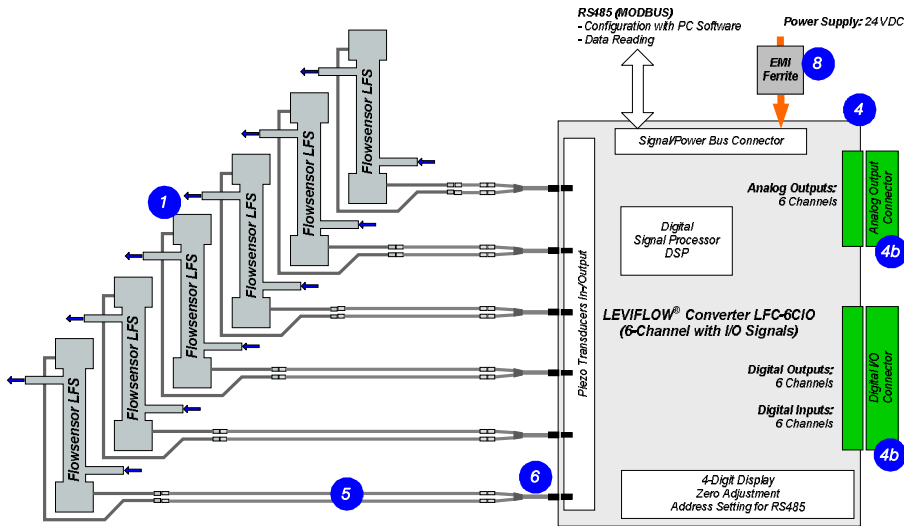 RS485 (MODBUS)
- Configuration with PC Software
- Data Reading
Power Supply: 24VDC
EMI
Ferrite
8
4
Signal/Power Bus Connector
Flowsensor LFS
Flowsensor LFS
Flowsensor LFS
Flowsensor LFS
Flowsensor LFS
Flowsensor LFS
1
Piezo Transducers In-/Output
Analog Outputs:
6 Channels
Analog Output
Connector
4b
Digital
Signal Processor
DSP
LEVIFLOW® Converter LFC-6CIO
(6-Channel with I/O Signals)
Digital Outputs:
6 Channels
Digital Inputs:
6 Channels
Digital I/O
Connector
4b
5
6
4-Digit Display
Zero Adjustment
Address Setting for RS485